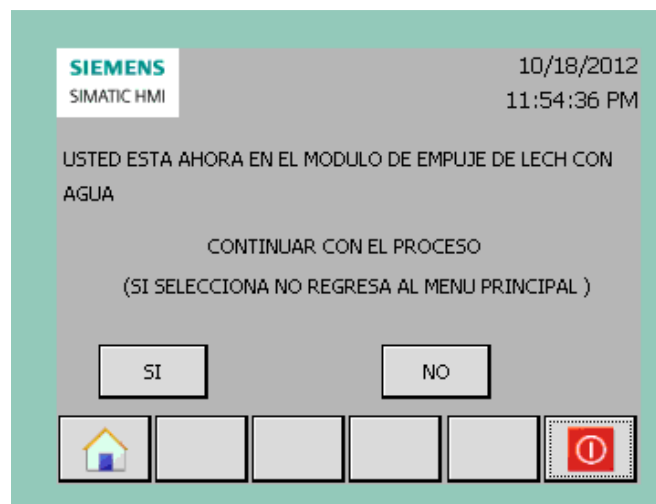 SIEMENS
SIMATIC HMI
10/18/2012
11:54:36 PM
USTED ESTA AHORA EN EL MODULO DE EMPUJE DE LECH CON
AGUA
CONTINUAR CON EL PROCESO
(SI SELECCIONA NO REGRESA AL MENU PRINCIPAL )
SI
NO